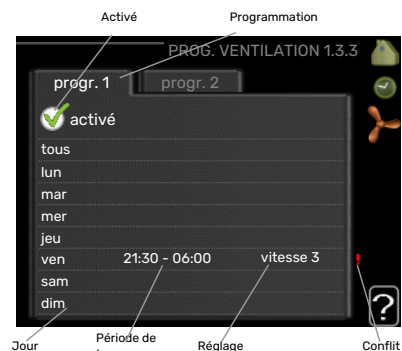 Activé Programmation
PROG. VENTILATION 1.3.3
progr. 1 progr. 2
activé
tous
lun
mar
mer
jeu
ven 21:30 - 06:00 vitesse 3 !
sam
dim
?
Jour Période de Réglage Conflit